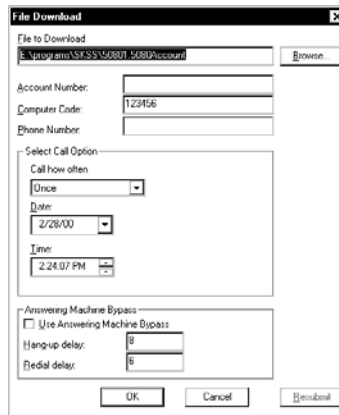 File Download
File to Download
E:\programs\SKSS\50801.5080Account
Browse...
Account Number:
Computer Code: 123456
Phone Number:
Select Call Option
Call how often
Once
Date:
2/28/00
Time:
2:24:07 PM
Answering Machine Bypass
Use Answering Machine Bypass
Hang-up delay: 8
Redial delay: 6
OK Cancel Resubmit